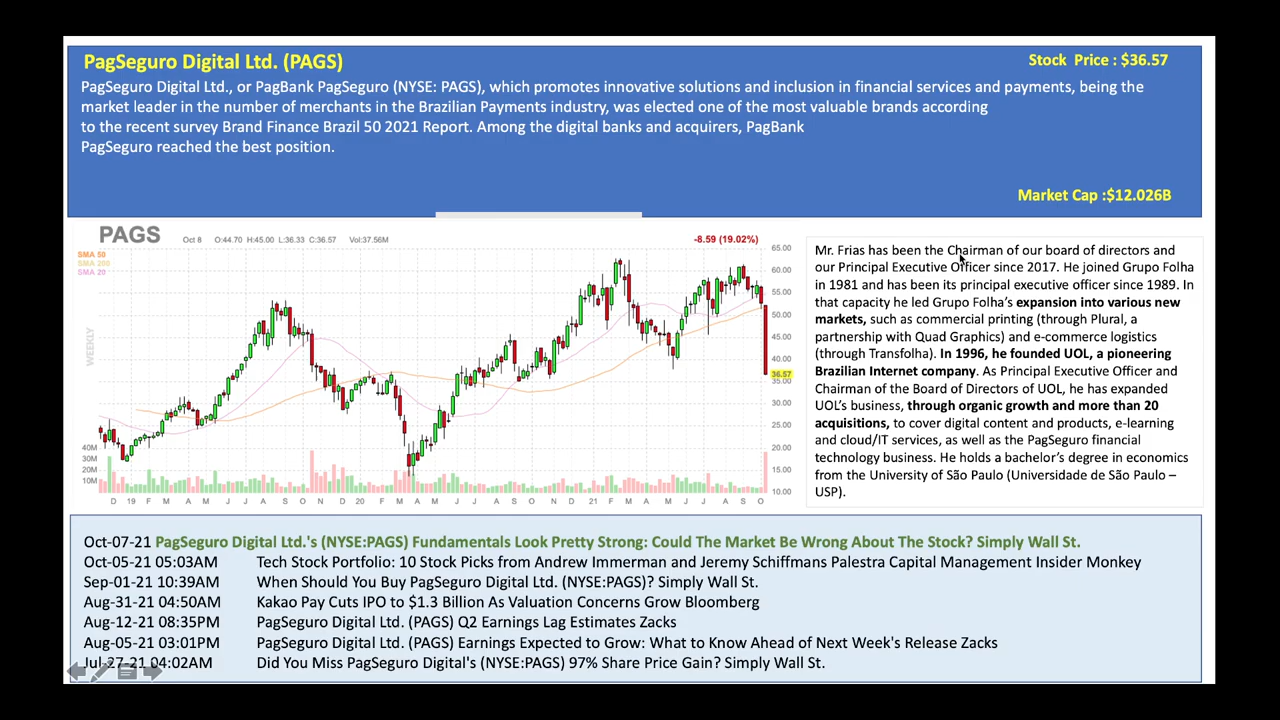 PagSeguro Digital Ltd. (PAGS)
Stock Price : $36.57
PagSeguro Digital Ltd., or PagBank PagSeguro (NYSE: PAGS), which promotes innovative solutions and inclusion in financial services and payments, being the
market leader in the number of merchants in the Brazilian Payments industry, was elected one of the most valuable brands according
to the recent survey Brand Finance Brazil 50 2021 Report. Among the digital banks and acquirers, PagBank
PagSeguro reached the best position.
Market Cap :$12.026B
PAGS
Oct 8 O:44.70 H:45.00 L:36.33 C:36.57 Vol:37.56M
-8.59 (19.02%)
SMA 50
SMA 200
SMA 20
WEEKLY
65.00
60.00
55.00
50.00
45.00
40.00
36.57
35.00
30.00
25.00
20.00
15.00
10.00
40M
30M
20M
10M
D 19 F M A M J J A S O N D 20 F M A M J J A S O N D 21 F M A M J J A S O
Mr. Frias has been the Chairman of our board of directors and
our Principal Executive Officer since 2017. He joined Grupo Folha
in 1981 and has been its principal executive officer since 1989. In
that capacity he led Grupo Folha's expansion into various new
markets, such as commercial printing (through Plural, a
partnership with Quad Graphics) and e-commerce logistics
(through Transfolha). In 1996, he founded UOL, a pioneering
Brazilian Internet company. As Principal Executive Officer and
Chairman of the Board of Directors of UOL, he has expanded
UOL's business, through organic growth and more than 20
acquisitions, to cover digital content and products, e-learning
and cloud/IT services, as well as the PagSeguro financial
technology business. He holds a bachelor's degree in economics
from the University of São Paulo (Universidade de São Paulo –
USP).
Oct-07-21 PagSeguro Digital Ltd.'s (NYSE:PAGS) Fundamentals Look Pretty Strong: Could The Market Be Wrong About The Stock? Simply Wall St.
Oct-05-21 05:03AM Tech Stock Portfolio: 10 Stock Picks from Andrew Immerman and Jeremy Schiffmans Palestra Capital Management Insider Monkey
Sep-01-21 10:39AM When Should You Buy PagSeguro Digital Ltd. (NYSE:PAGS)? Simply Wall St.
Aug-31-21 04:50AM Kakao Pay Cuts IPO to $1.3 Billion As Valuation Concerns Grow Bloomberg
Aug-12-21 08:35PM PagSeguro Digital Ltd. (PAGS) Q2 Earnings Lag Estimates Zacks
Aug-05-21 03:01PM PagSeguro Digital Ltd. (PAGS) Earnings Expected to Grow: What to Know Ahead of Next Week's Release Zacks
Jul-27-21 04:02AM Did You Miss PagSeguro Digital's (NYSE:PAGS) 97% Share Price Gain? Simply Wall St.